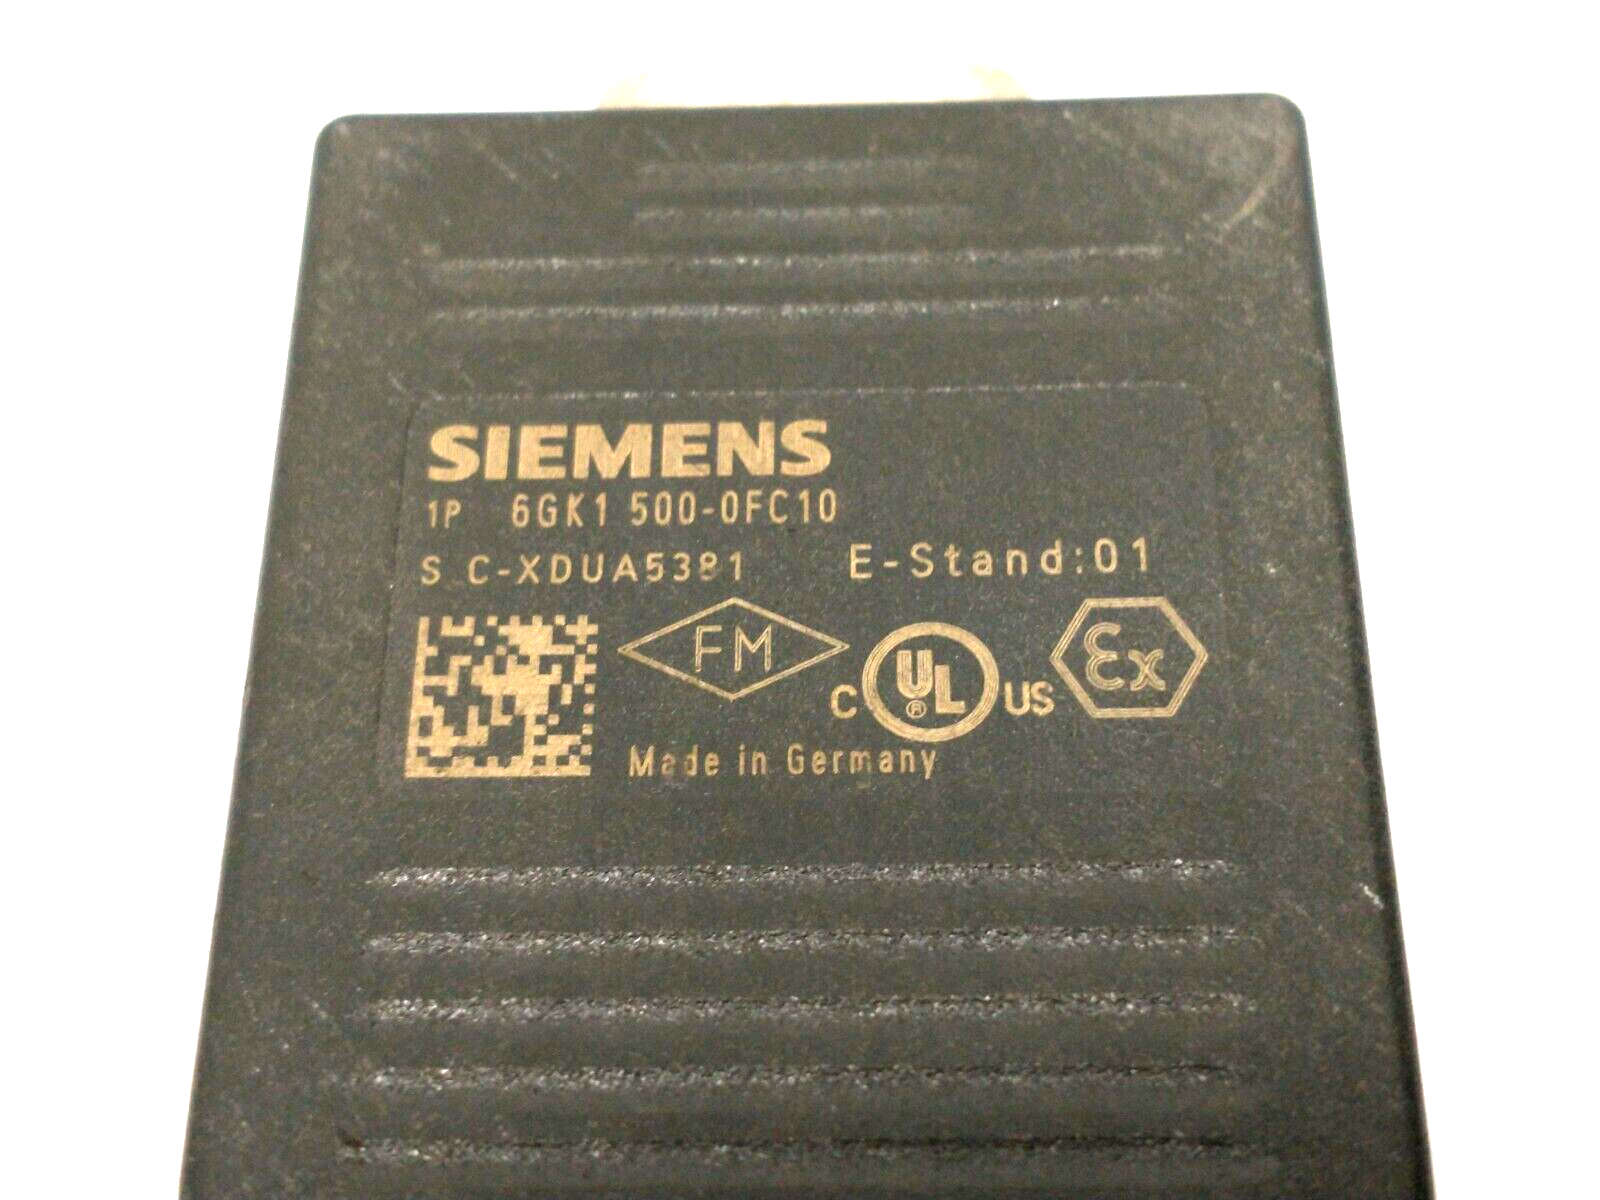 SIEMENS
1P 6GK1 500-0FC10
S C-XDUA5381 E-Stand:01
FM
C UL ® US
Ex
Made in Germany